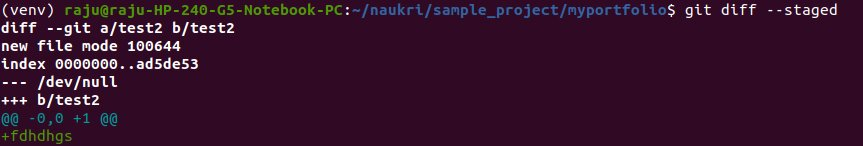 (venv) raju@raju-HP-240-G5-Notebook-PC:~/naukri/sample_project/myportfolio$ git diff --staged
diff --git a/test2 b/test2
new file mode 100644
index 0000000..ad5de53
--- /dev/null
+++ b/test2
@@ -0,0 +1 @@
+fdhdhgs